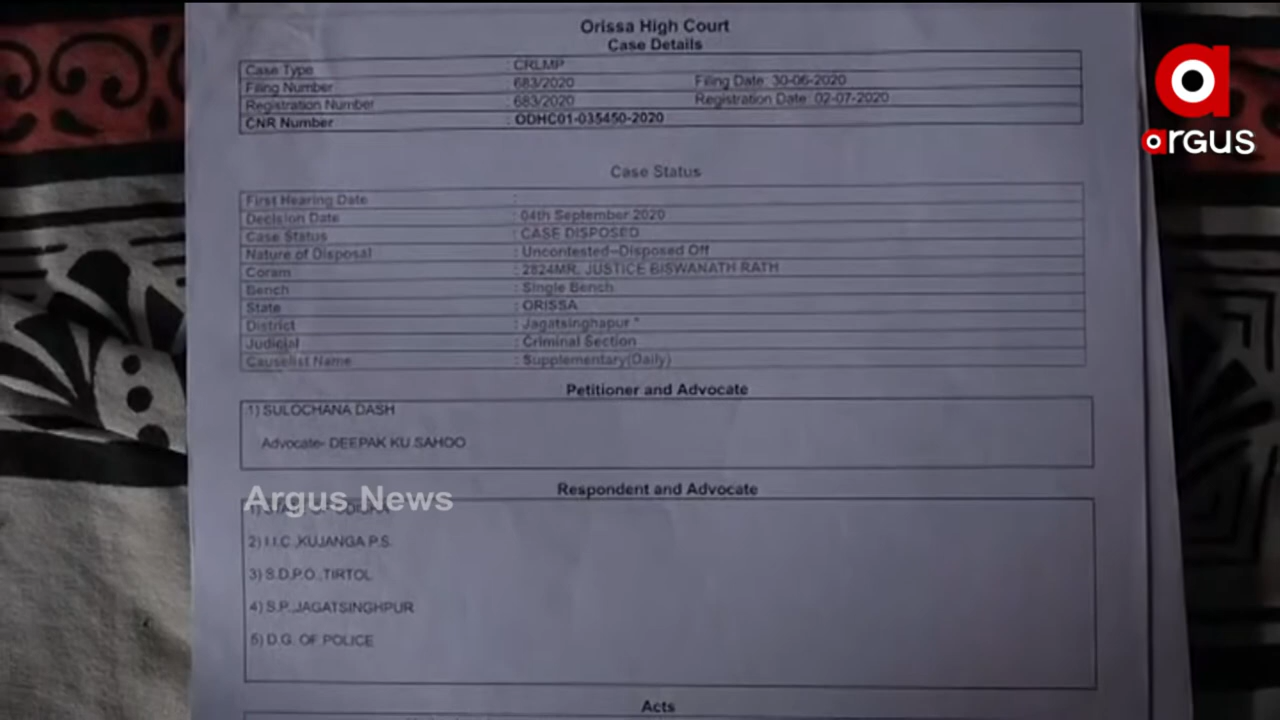 Orissa High Court
Case Details
Case Type : CRLMP
Filing Number : 683/2020 Filing Date: 30-06-2020
Registration Number : 683/2020 Registration Date: 02-07-2020
CNR Number : ODHC01-035450-2020
Case Status
First Hearing Date :
Decision Date : 04th September 2020
Case Status : CASE DISPOSED
Nature of Disposal : Uncontested--Disposed Off
Coram : 2824MR. JUSTICE BISWANATH RATH
Bench : Single Bench
State : ORISSA
District : Jagatsinghapur *
Judicial : Criminal Section
Causelist Name : Supplementary(Daily)
Petitioner and Advocate
1) SULOCHANA DASH
Advocate- DEEPAK KU.SAHOO
Respondent and Advocate
Argus News
2) I.I.C.,KUJANGA P.S.
3) S.D.P.O.,TIRTOL
4) S.P.,JAGATSINGHPUR
5) D.G. OF POLICE
Acts
argus